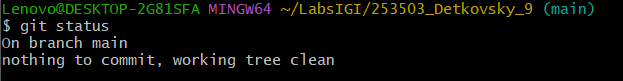 Lenovo@DESKTOP-2G81SFA MINGW64 ~/LabsIGI/253503_Detkovsky_9 (main)
$ git status
On branch main
nothing to commit, working tree clean